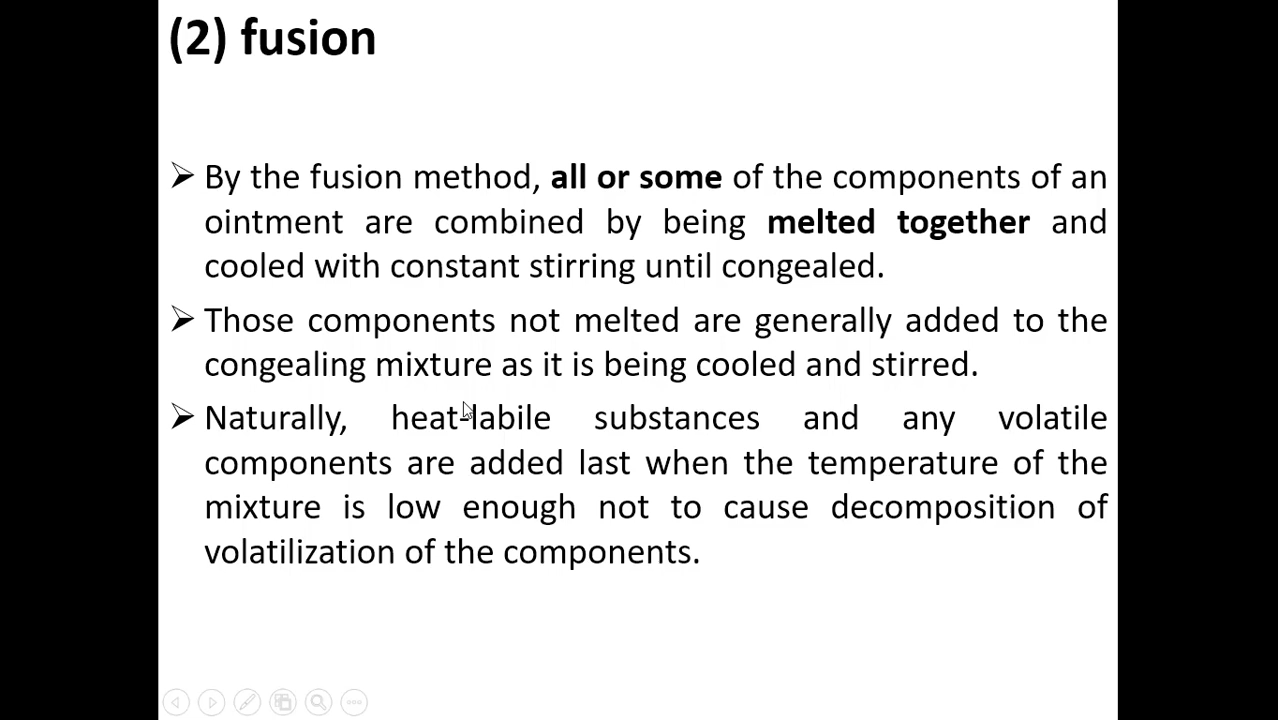 (2) fusion
➢ By the fusion method, all or some of the components of an
ointment are combined by being melted together and
cooled with constant stirring until congealed.
➢ Those components not melted are generally added to the
congealing mixture as it is being cooled and stirred.
➢ Naturally, heat-labile substances and any volatile
components are added last when the temperature of the
mixture is low enough not to cause decomposition of
volatilization of the components.